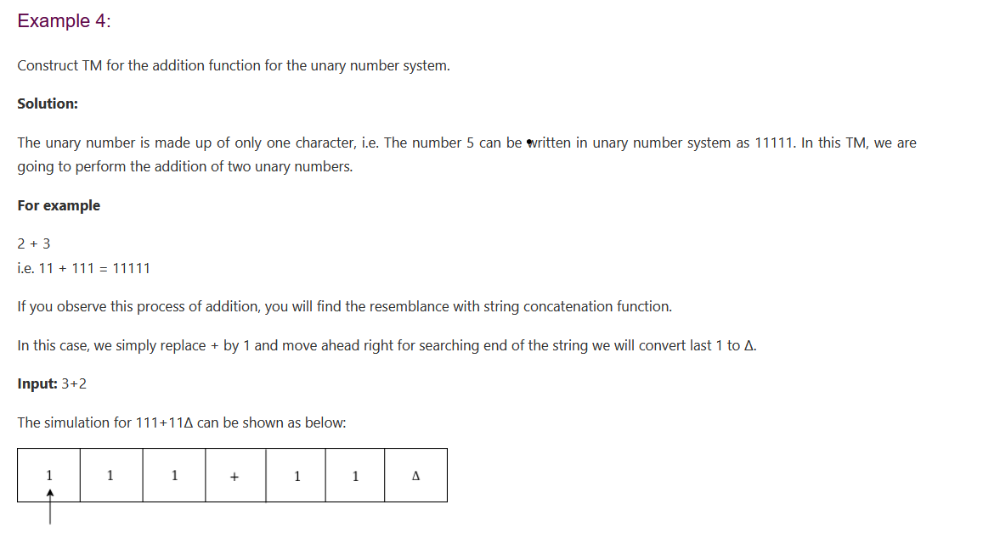 Example 4:
Construct TM for the addition function for the unary number system.
Solution:
The unary number is made up of only one character, i.e. The number 5 can be written in unary number system as 11111. In this TM, we are
going to perform the addition of two unary numbers.
For example
2 + 3
i.e. 11 + 111 = 11111
If you observe this process of addition, you will find the resemblance with string concatenation function.
In this case, we simply replace + by 1 and move ahead right for searching end of the string we will convert last 1 to Δ.
Input: 3+2
The simulation for 111+11Δ can be shown as below:
1 1 1 + 1 1 Δ